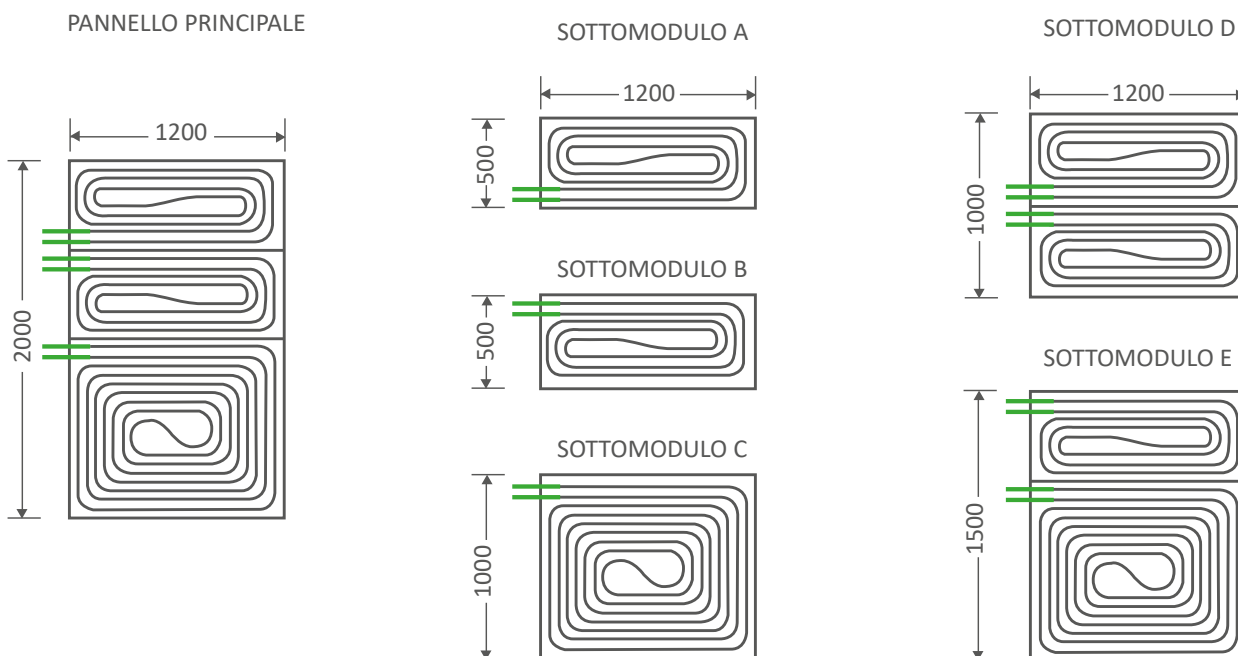 PANNELLO PRINCIPALE
1200
2000
SOTTOMODULO A
1200
500
SOTTOMODULO B
500
SOTTOMODULO C
1000
SOTTOMODULO D
1200
1000
SOTTOMODULO E
1500